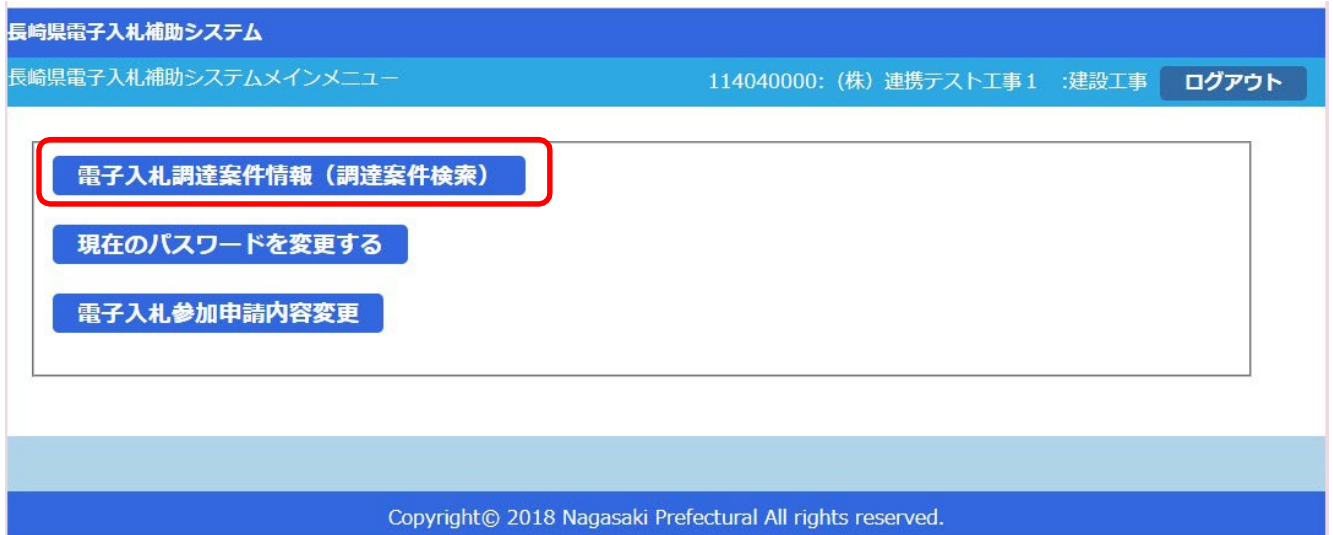 長崎県電子入札補助システム
長崎県電子入札補助システムメインメニュー 114040000:（株）連携テスト工事1 :建設工事 ログアウト
電子入札調達案件情報（調達案件検索）
現在のパスワードを変更する
電子入札参加申請内容変更
Copyright© 2018 Nagasaki Prefectural All rights reserved.